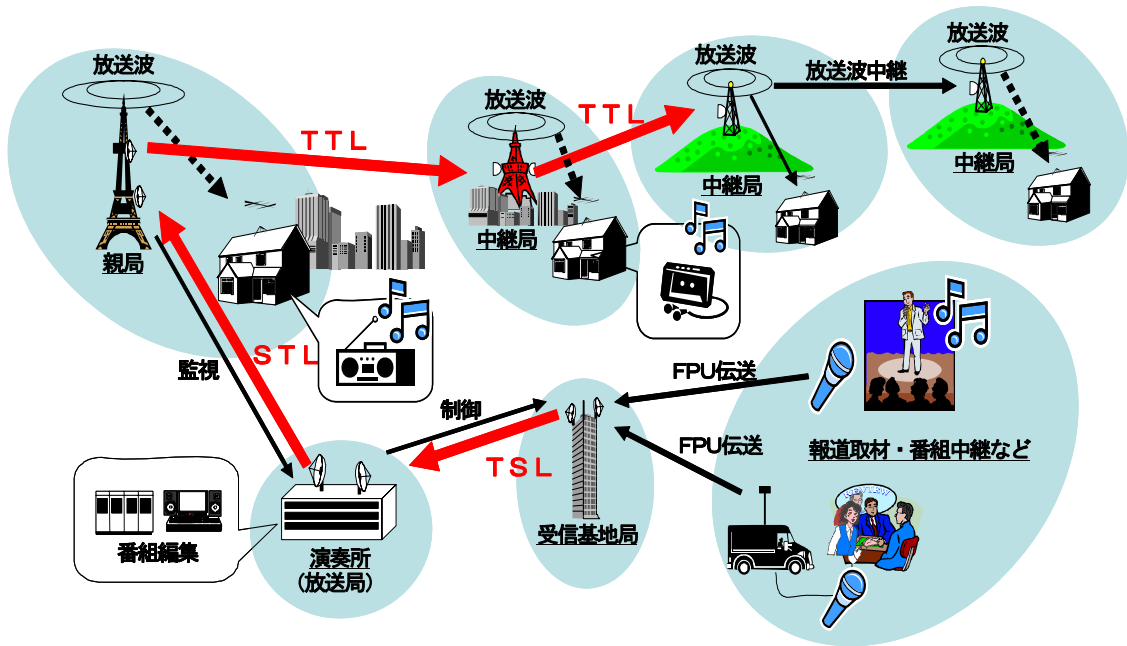 放送波
放送波
放送波中継
放送波
放送波
TTL
TTL
中継局
中継局
中継局
親局
STL
監視
FPU伝送
制御
FPU伝送
TSL
報道取材・番組中継など
REVIEW
受信基地局
番組編集
演奏所
(放送局)